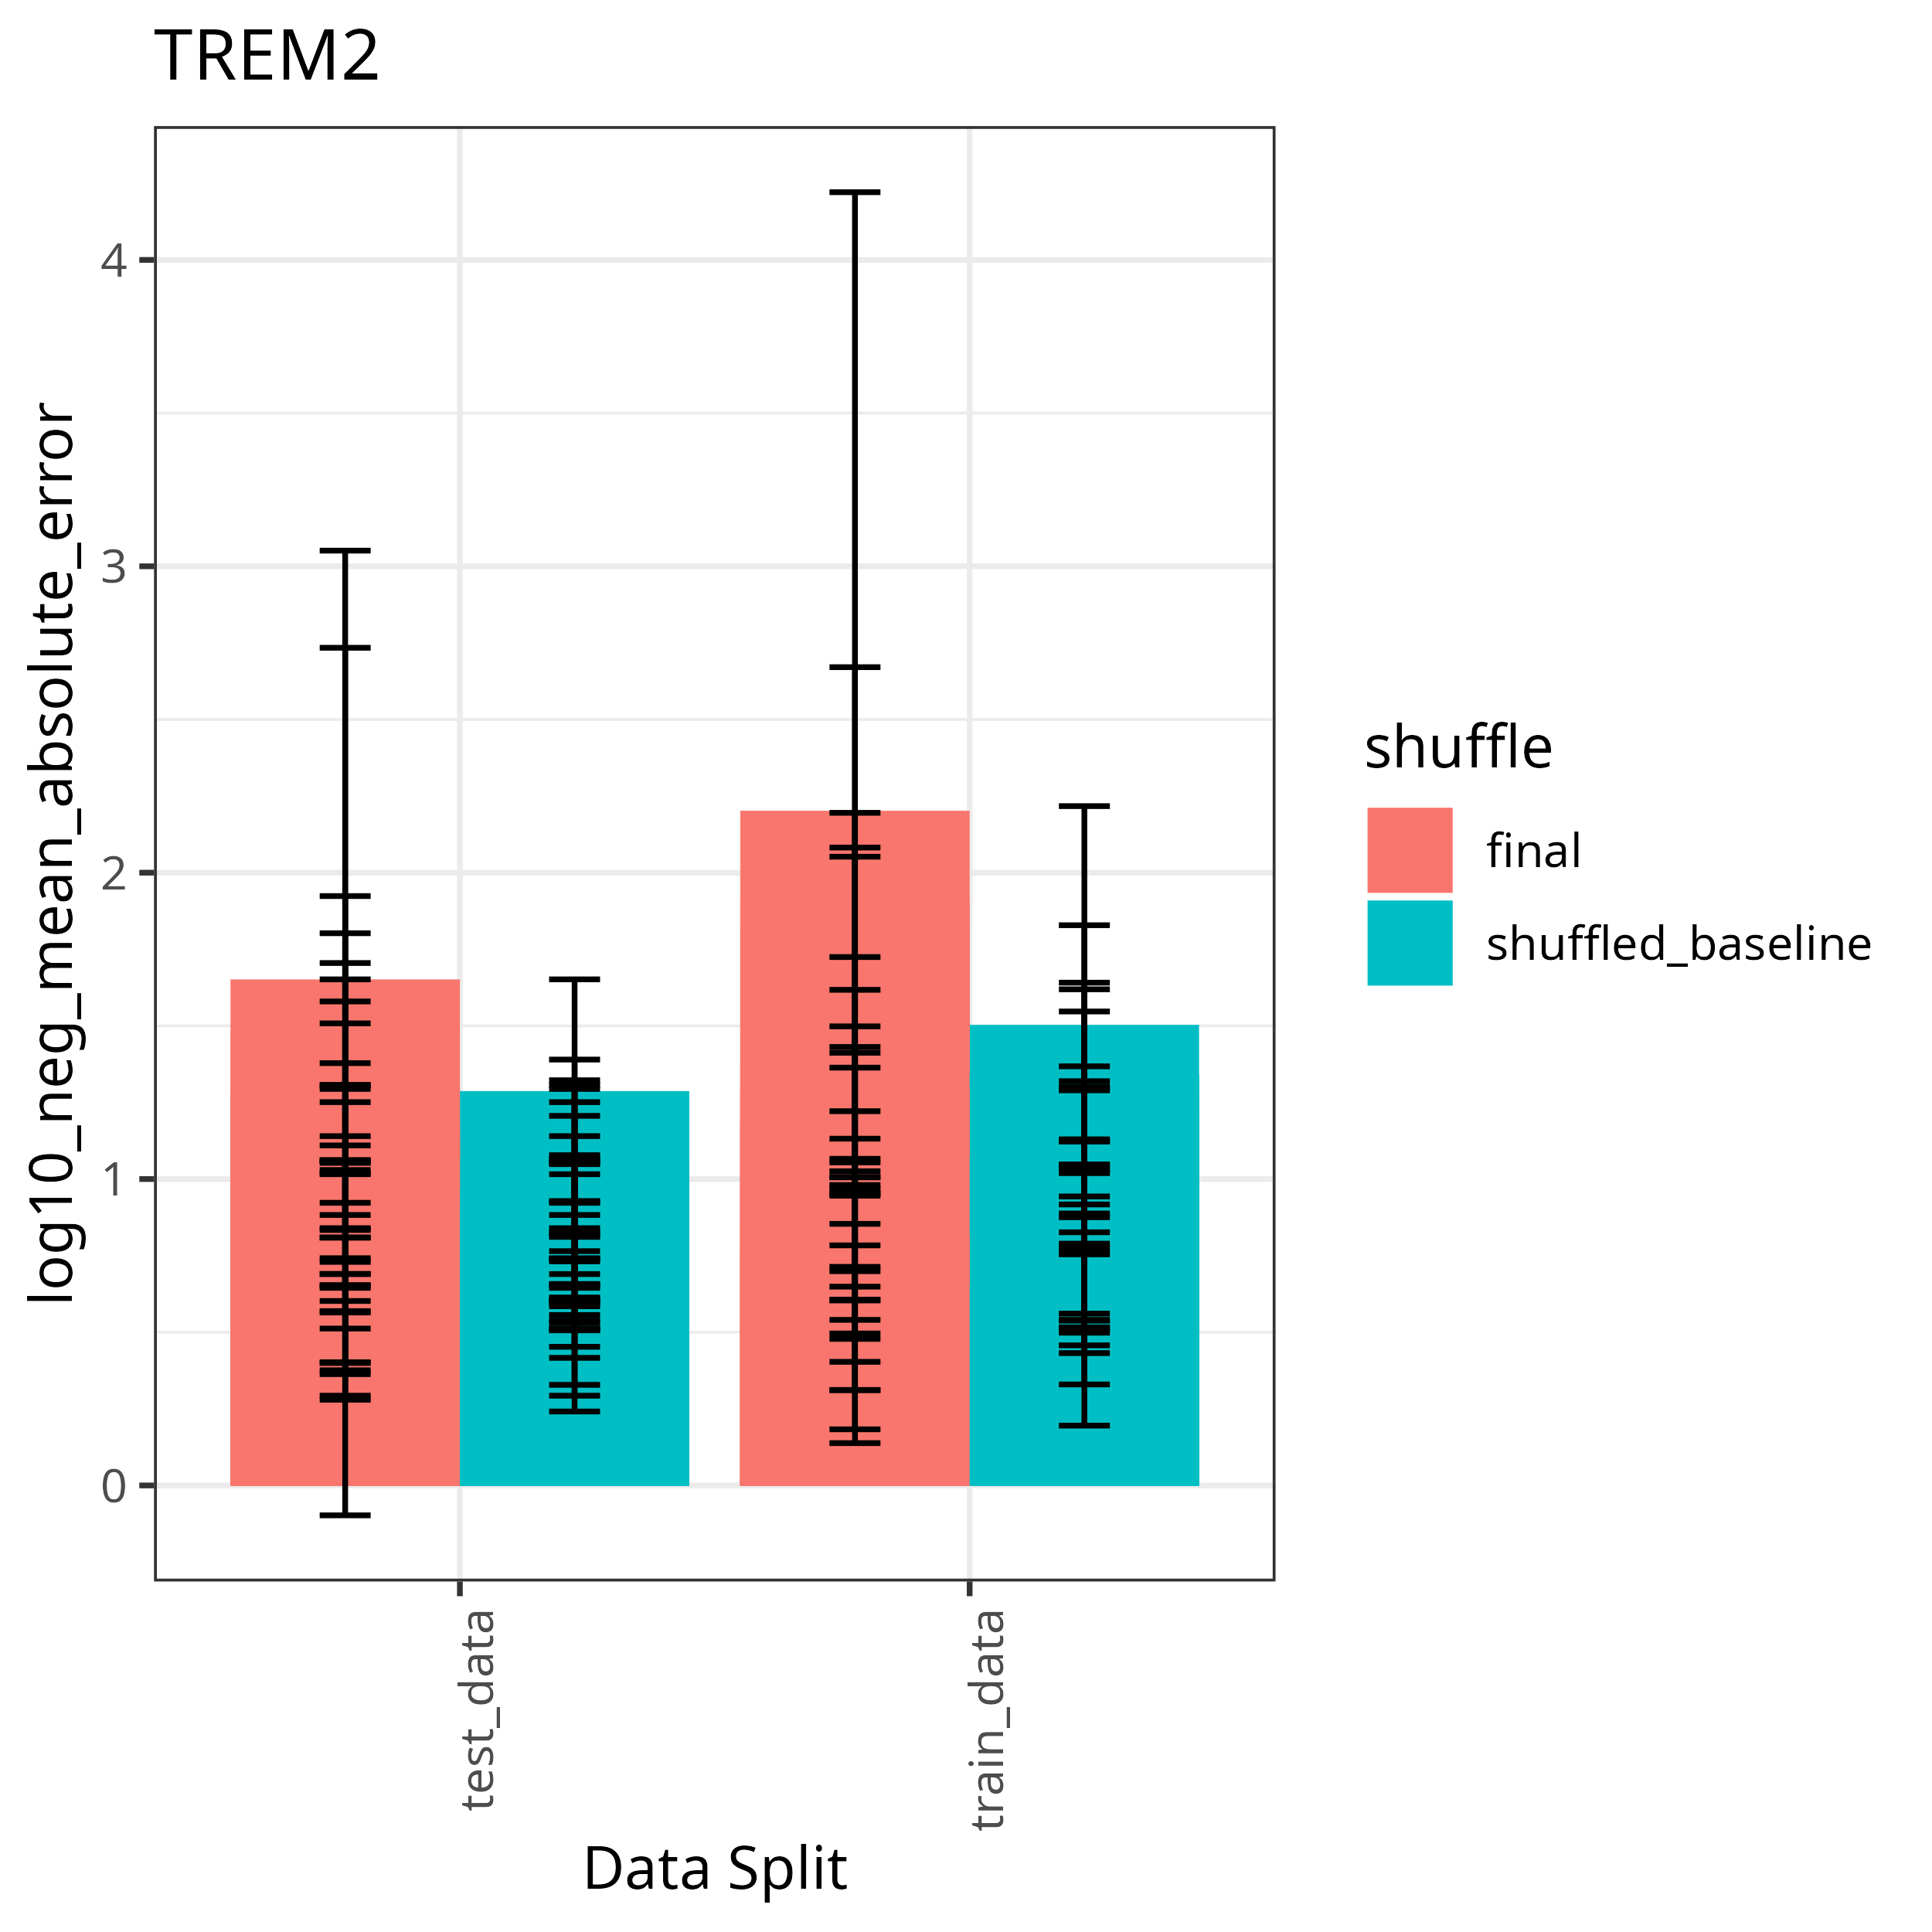 TREM2
log10_neg_mean_absolute_error
4
3
2
1
0
test_data
train_data
Data Split
shuffle
final
shuffled_baseline